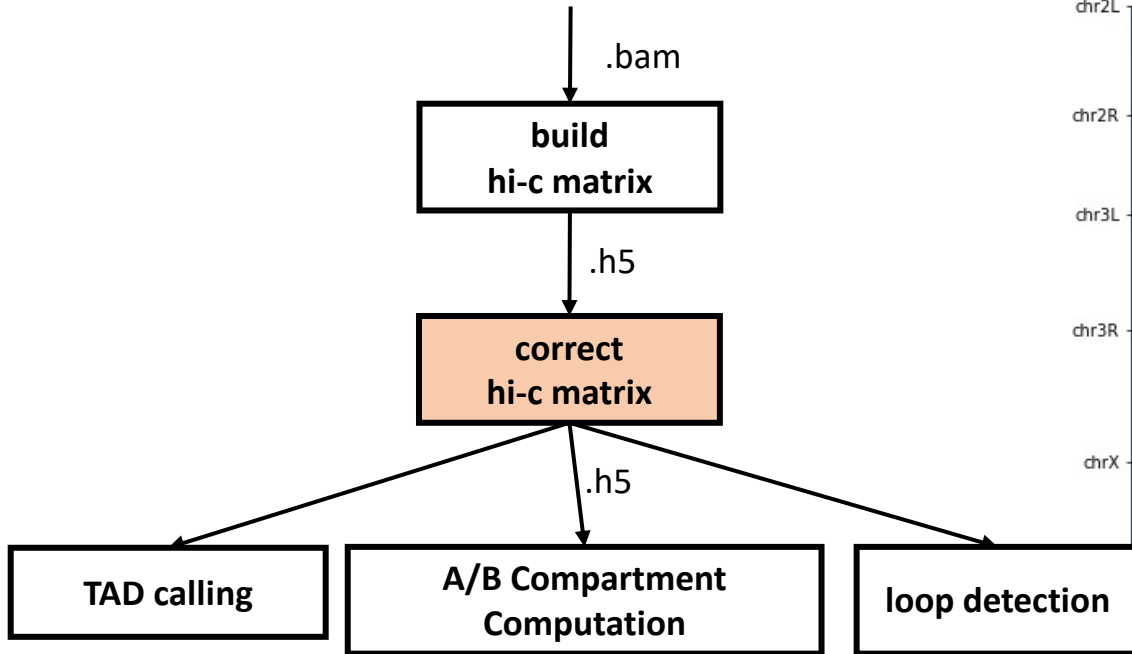 .bam
build
hi-c matrix
.h5
correct
hi-c matrix
.h5
TAD calling
A/B Compartment
Computation
loop detection
chr2L
chr2R
chr3L
chr3R
chrX